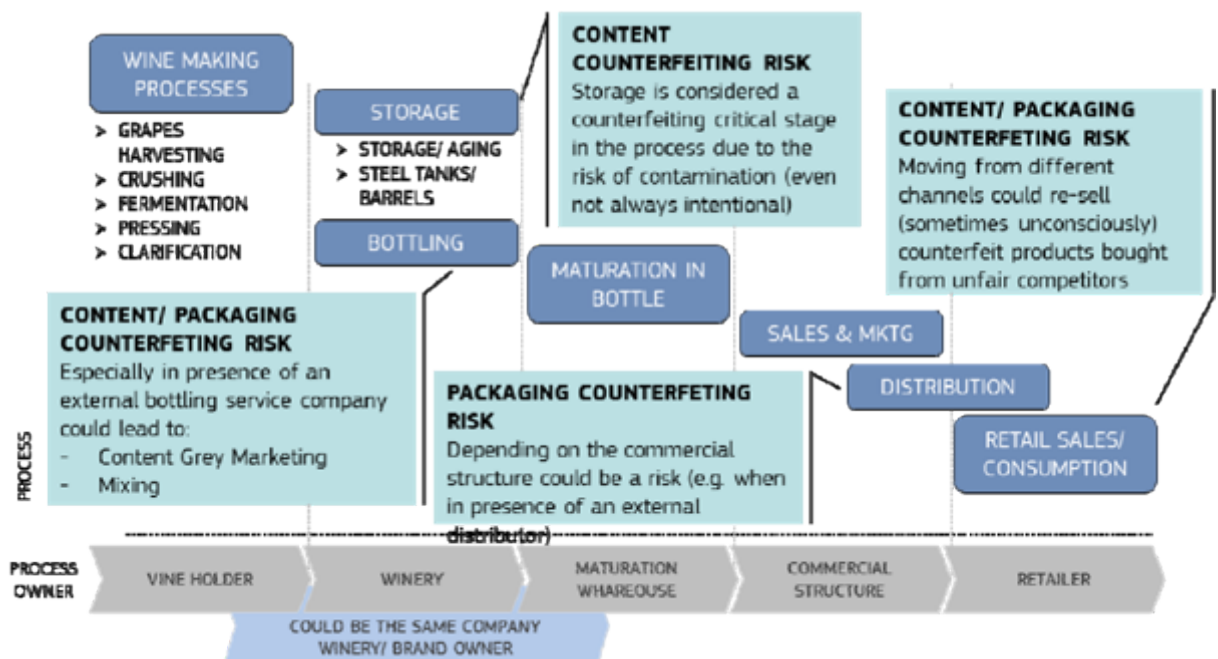 WINE MAKING
PROCESSES
➤ GRAPES
HARVESTING
➤ CRUSHING
➤ FERMENTATION
➤ PRESSING
➤ CLARIFICATION
STORAGE
➤ STORAGE/ AGING
➤ STEEL TANKS/
BARRELS
BOTTLING
CONTENT
COUNTERFEITING RISK
Storage is considered a
counterfeiting critical stage
in the process due to the
risk of contamination (even
not always intentional)
CONTENT/ PACKAGING
COUNTERFETING RISK
Moving from different
channels could re-sell
(sometimes unconsciously)
counterfeit products bought
from unfair competitors
MATURATION IN
BOTTLE
CONTENT/ PACKAGING
COUNTERFETING RISK
Especially in presence of an
external bottling service company
could lead to:
- Content Grey Marketing
- Mixing
SALES & MKTG
DISTRIBUTION
RETAIL SALES/
CONSUMPTION
PACKAGING COUNTERFETING
RISK
Depending on the commercial
structure could be a risk (e.g. when
in presence of an external
distributor)
PROCESS
PROCESS
OWNER
VINE HOLDER
WINERY
MATURATION
WHAREOUSE
COMMERCIAL
STRUCTURE
RETAILER
COULD BE THE SAME COMPANY
WINERY/ BRAND OWNER